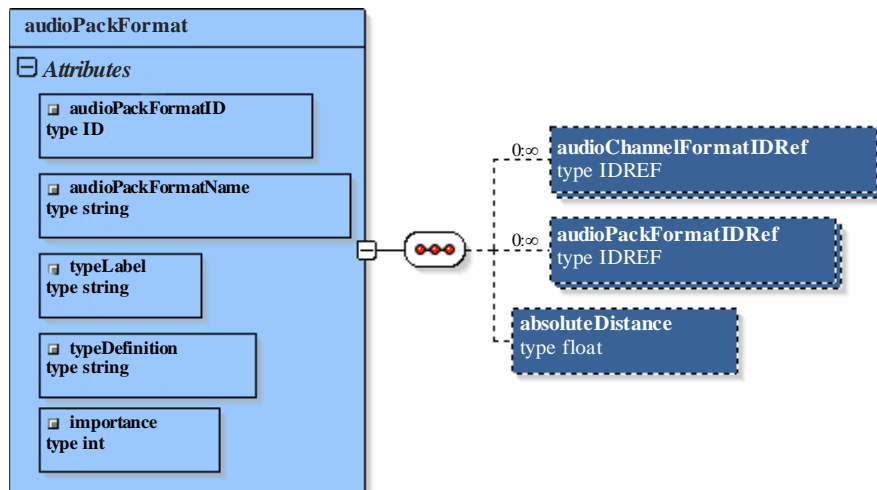 audioPackFormat
Attributes
audioPackFormatID
type ID
audioPackFormatName
type string
typeLabel
type string
typeDefinition
type string
importance
type int
0:∞
audioChannelFormatIDRef
type IDREF
0:∞
audioPackFormatIDRef
type IDREF
absoluteDistance
type float